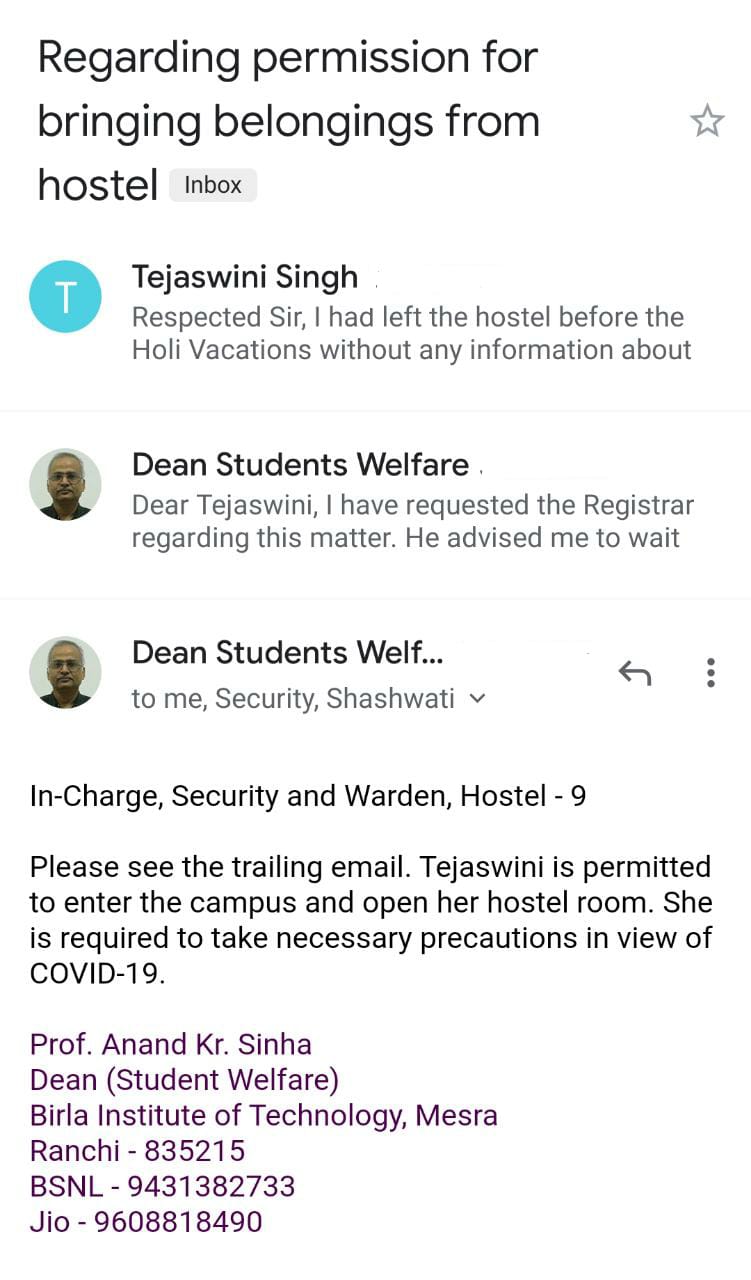 Regarding permission for
bringing belongings from
hostel Inbox
T
Tejaswini Singh
Respected Sir, I had left the hostel before the
Holi Vacations without any information about
Dean Students Welfare
Dear Tejaswini, I have requested the Registrar
regarding this matter. He advised me to wait
Dean Students Welf...
to me, Security, Shashwati
In-Charge, Security and Warden, Hostel - 9
Please see the trailing email. Tejaswini is permitted
to enter the campus and open her hostel room. She
is required to take necessary precautions in view of
COVID-19.
Prof. Anand Kr. Sinha
Dean (Student Welfare)
Birla Institute of Technology, Mesra
Ranchi - 835215
BSNL - 9431382733
Jio - 9608818490